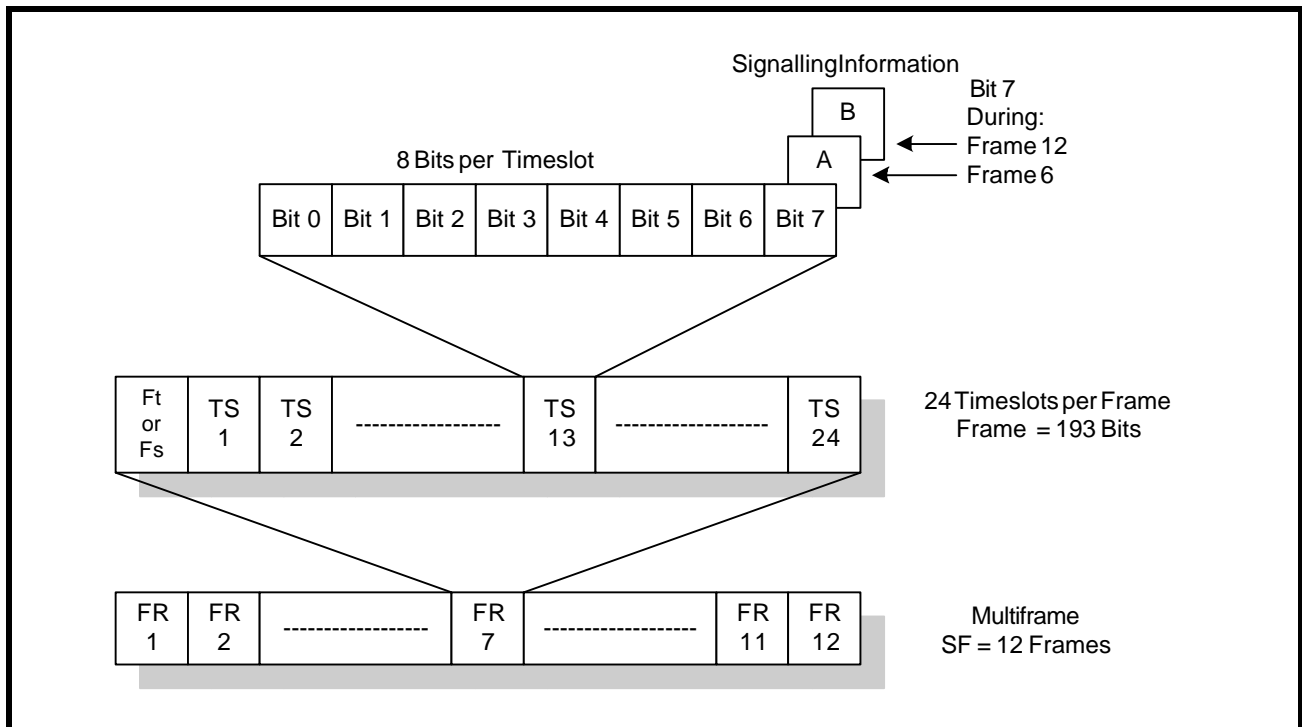 SignallingInformation
Bit 7
During:
Frame 12
Frame 6
B
A
8 Bits per Timeslot
Bit 0 Bit 1 Bit 2 Bit 3 Bit 4 Bit 5 Bit 6 Bit 7
Ft
or
Fs
TS
1
TS
2
-------------------
TS
13
-------------------
TS
24
24 Timeslots per Frame
Frame = 193 Bits
FR
1
FR
2
-------------------
FR
7
--------------------
FR
11
FR
12
Multiframe
SF = 12 Frames